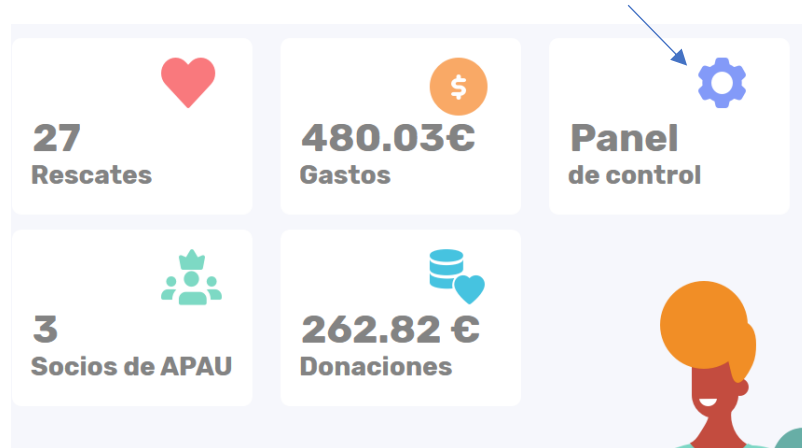 27
Rescates
$
480.03€
Gastos
Panel
de control
3
Socios de APAU
262.82 €
Donaciones